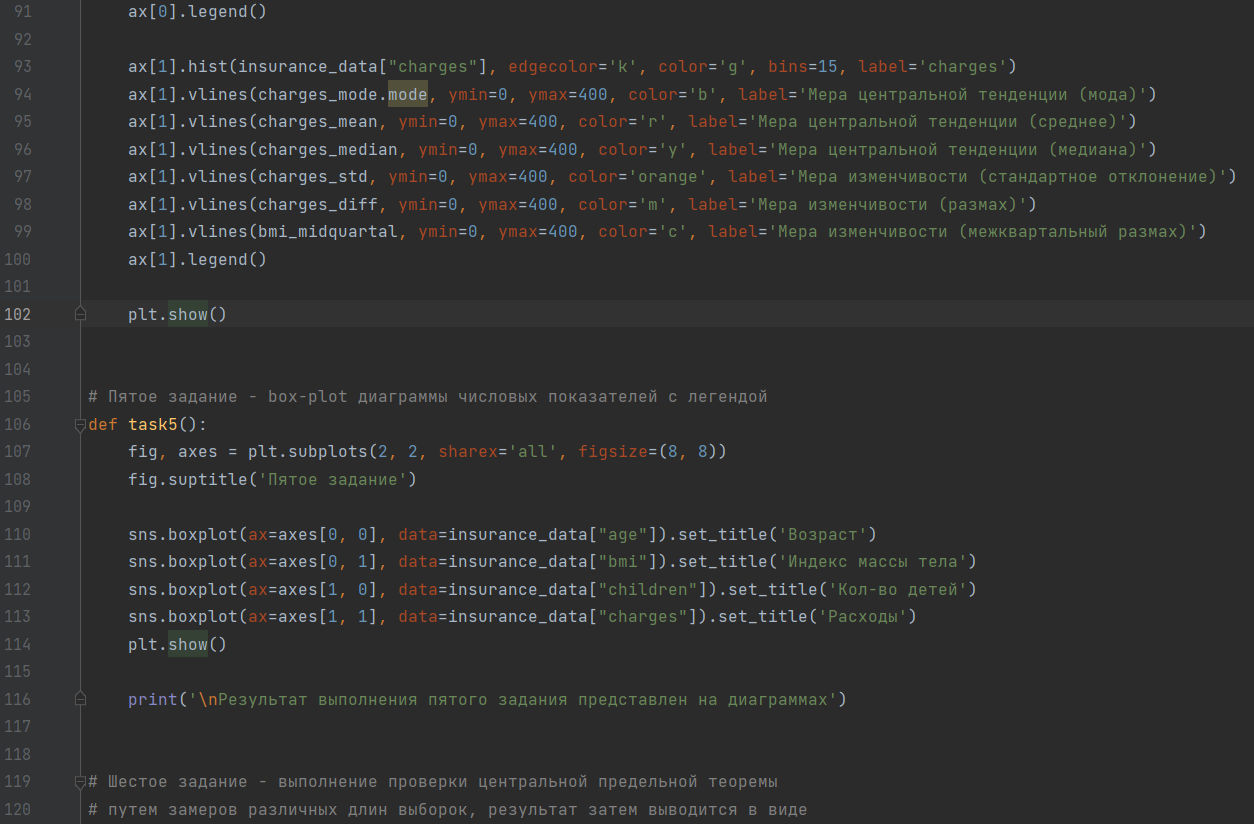 91 ax[0].legend()
92
93 ax[1].hist(insurance_data["charges"], edgecolor='k', color='g', bins=15, label='charges')
94 ax[1].vlines(charges_mode.mode, ymin=0, ymax=400, color='b', label='Мера центральной тенденции (мода)')
95 ax[1].vlines(charges_mean, ymin=0, ymax=400, color='r', label='Мера центральной тенденции (среднее)')
96 ax[1].vlines(charges_median, ymin=0, ymax=400, color='y', label='Мера центральной тенденции (медиана)')
97 ax[1].vlines(charges_std, ymin=0, ymax=400, color='orange', label='Мера изменчивости (стандартное отклонение)')
98 ax[1].vlines(charges_diff, ymin=0, ymax=400, color='m', label='Мера изменчивости (размах)')
99 ax[1].vlines(bmi_midquartal, ymin=0, ymax=400, color='c', label='Мера изменчивости (межквартальный размах)')
100 ax[1].legend()
101
102 plt.show()
103
104
105 # Пятое задание - box-plot диаграммы числовых показателей с легендой
106 def task5():
107 fig, axes = plt.subplots(2, 2, sharex='all', figsize=(8, 8))
108 fig.suptitle('Пятое задание')
109
110 sns.boxplot(ax=axes[0, 0], data=insurance_data["age"]).set_title('Возраст')
111 sns.boxplot(ax=axes[0, 1], data=insurance_data["bmi"]).set_title('Индекс массы тела')
112 sns.boxplot(ax=axes[1, 0], data=insurance_data["children"]).set_title('Кол-во детей')
113 sns.boxplot(ax=axes[1, 1], data=insurance_data["charges"]).set_title('Расходы')
114 plt.show()
115
116 print('\nРезультат выполнения пятого задания представлен на диаграммах')
117
118
119 # Шестое задание - выполнение проверки центральной предельной теоремы
120 # путем замеров различных длин выборок, результат затем выводится в виде